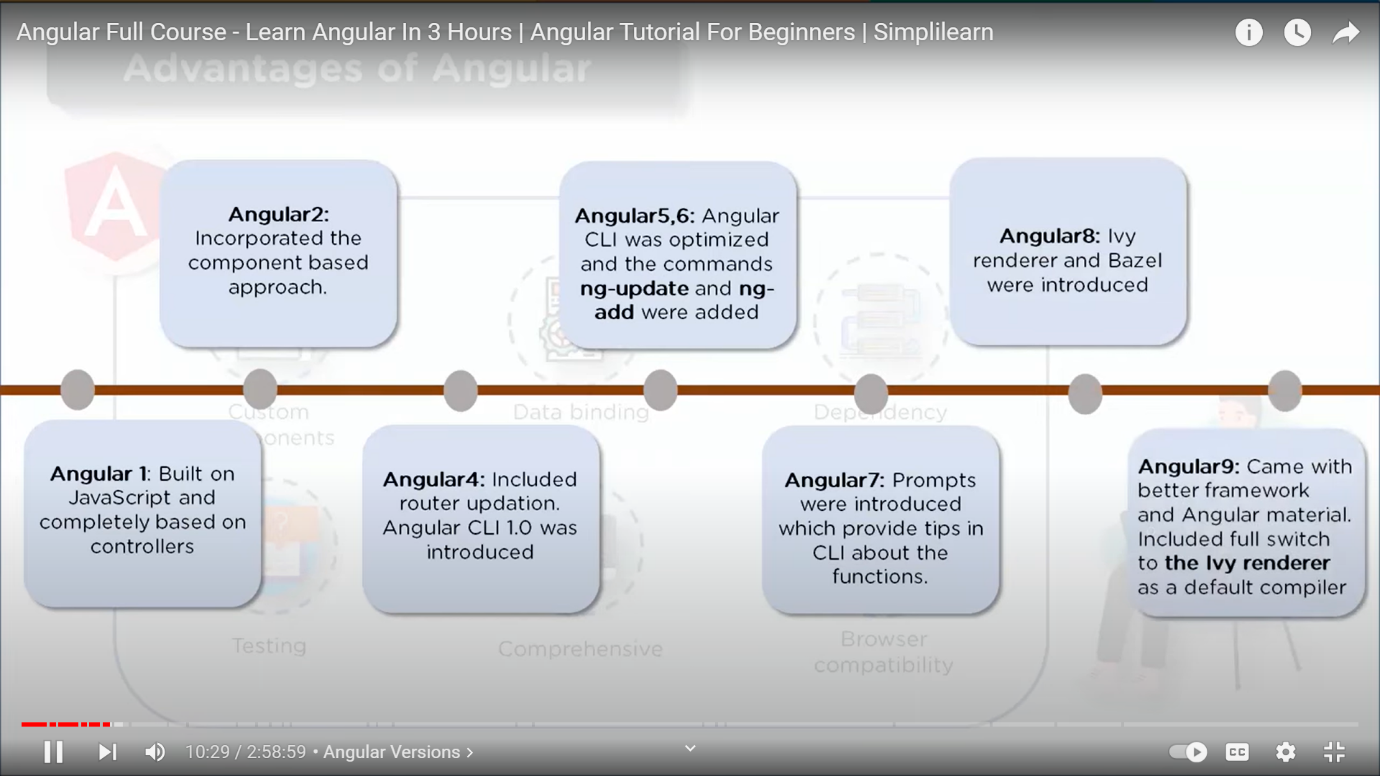 Angular Full Course - Learn Angular In 3 Hours | Angular Tutorial For Beginners | Simplilearn
Advantages of Angular
Angular2:
Incorporated the
component based
approach.
Angular5,6: Angular
CLI was optimized
and the commands
ng-update and ng-
add were added
Angular8: Ivy
renderer and Bazel
were introduced
Custom
ponents
Data binding
Dependency
Angular 1: Built on
JavaScript and
completely based on
controllers
Angular4: Included
router updation.
Angular CLI 1.0 was
introduced
Angular7: Prompts
were introduced
which provide tips in
CLI about the
functions.
Angular9: Came with
better framework
and Angular material.
Included full switch
to the Ivy renderer
as a default compiler
Testing
Comprehensive
Browser
compatibility
10:29 / 2:58:59 • Angular Versions >
CC